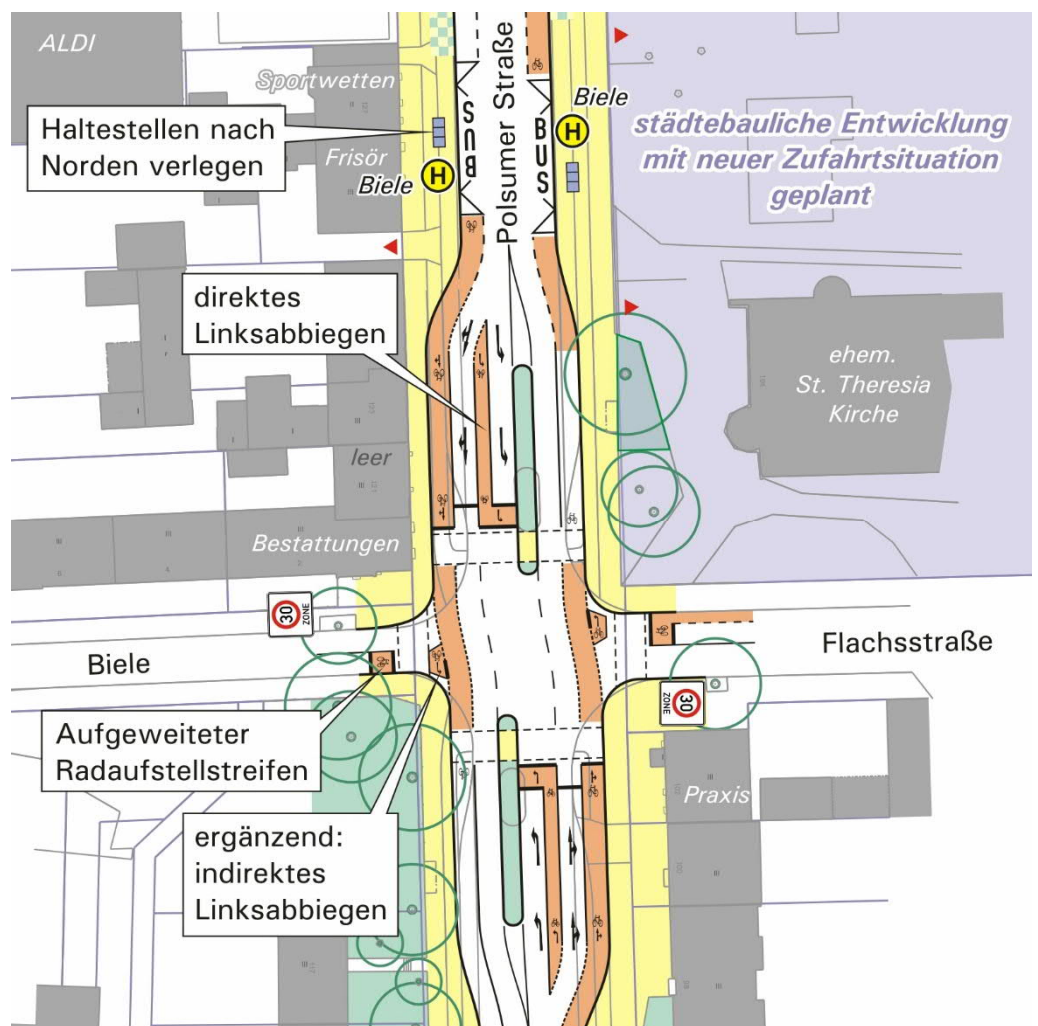 ALDI
Sportwetten
Haltestellen nach
Norden verlegen
Frisör
Biele
H
BUS
Polsumer Straße
BUS
Biele
H
städtebauliche Entwicklung
mit neuer Zufahrtsituation
geplant
direktes
Linksabbiegen
ehem.
St. Theresia
Kirche
leer
Bestattungen
30
ZONE
Biele
Flachsstraße
30
ZONE
Aufgeweiteter
Radaufstellstreifen
Praxis
ergänzend:
indirektes
Linksabbiegen